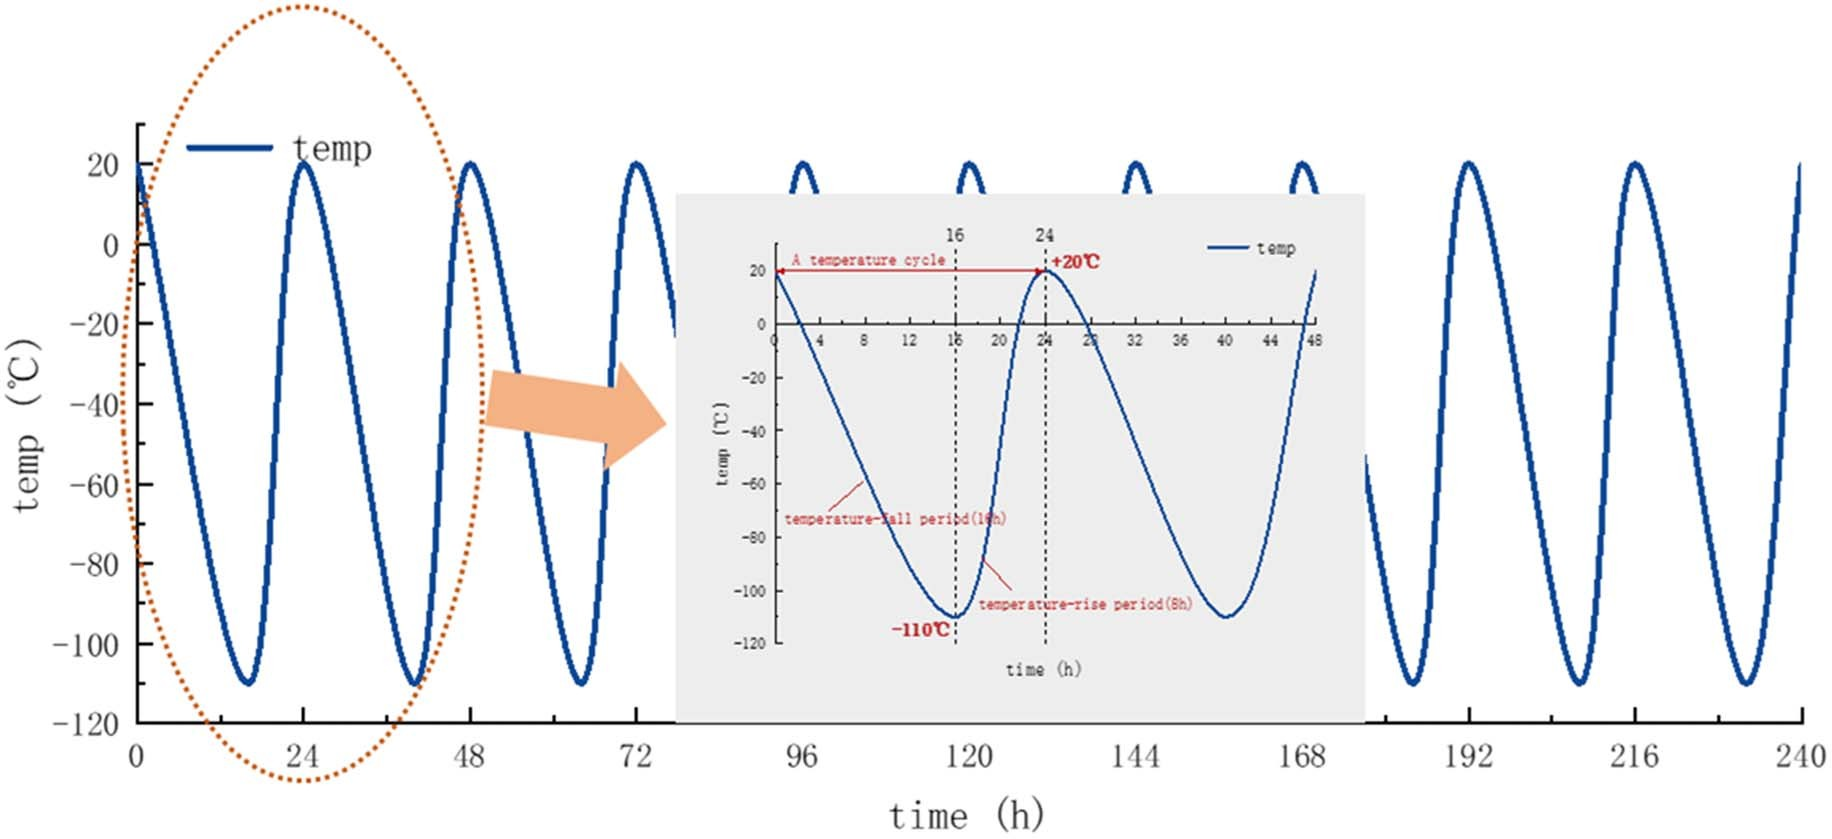 temp
20
0
-20
-40
-60
-80
-100
-120
temp (℃)
0 24 48 72 96 120 144 168 192 216 240
time (h)
16 24
temp
A temperature cycle
+20℃
20
0
-20
-40
-60
-80
-100
-120
0 4 8 12 16 20 24 28 32 36 40 44 48
temp (℃)
temperature-fall period(16h)
temperature-rise period(8h)
-110℃
time (h)